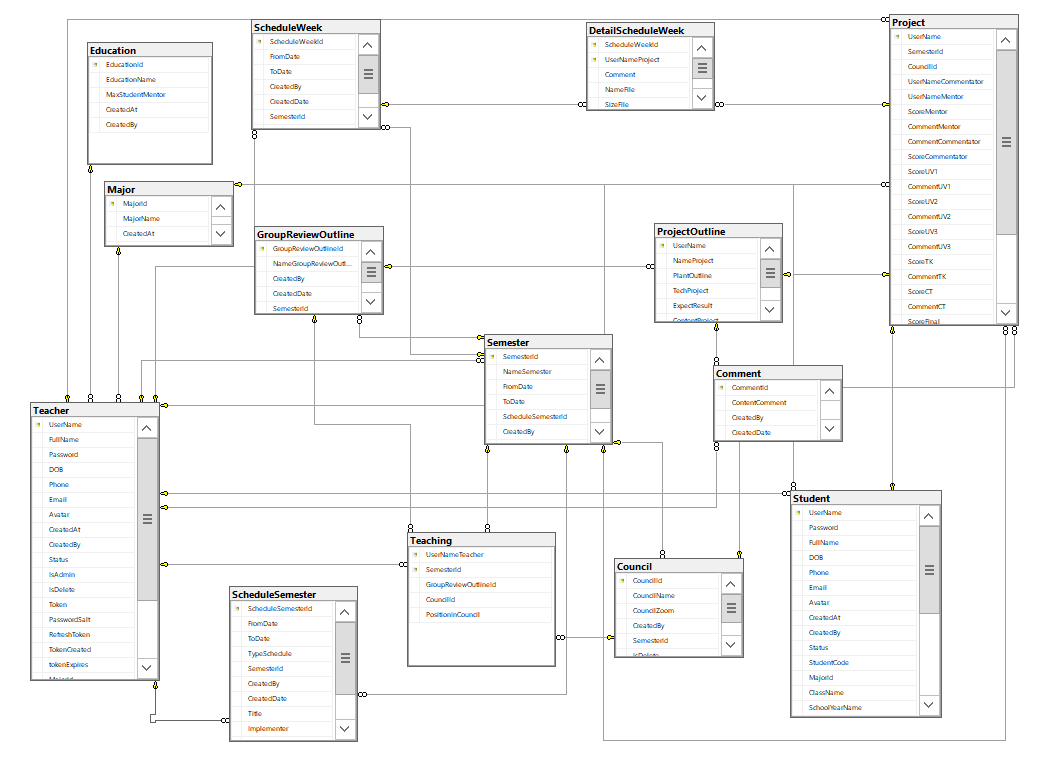 Education
EducationId
EducationName
MaxStudentMentor
CreatedAt
CreatedBy
ScheduleWeek
ScheduleWeekId
FromDate
ToDate
CreatedBy
CreatedDate
SemesterId
DetailScheduleWeek
ScheduleWeekId
UserNameProject
Comment
NameFile
SizeFile
Project
UserName
SemesterId
CouncilId
UserNameCommentator
UserNameMentor
ScoreMentor
CommentMentor
CommentCommentator
ScoreCommentator
ScoreUV1
CommentUV1
ScoreUV2
CommentUV2
ScoreUV3
CommentUV3
ScoreTK
CommentTK
ScoreCT
CommentCT
ScoreFinal
Major
MajorId
MajorName
CreatedAt
GroupReviewOutline
GroupReviewOutlineId
NameGroupReviewOutl...
CreatedBy
CreatedDate
SemesterId
ProjectOutline
UserName
NameProject
PlantOutline
TechProject
ExpectResult
ContentProject
Semester
SemesterId
NameSemester
FromDate
ToDate
ScheduleSemesterId
CreatedBy
Comment
CommentId
ContentComment
CreatedBy
CreatedDate
Teacher
UserName
FullName
Password
DOB
Phone
Email
Avatar
CreatedAt
CreatedBy
Status
IsAdmin
IsDelete
Token
PasswordSalt
RefreshToken
TokenCreated
tokenExpires
MajorId
Student
UserName
Password
FullName
DOB
Phone
Email
Avatar
CreatedAt
CreatedBy
Status
StudentCode
MajorId
ClassName
SchoolYearName
Teaching
UserNameTeacher
SemesterId
GroupReviewOutlineId
CouncilId
PositionInCouncil
Council
CouncilId
CouncilName
CouncilZoom
CreatedBy
SemesterId
IsDelete
ScheduleSemester
ScheduleSemesterId
FromDate
ToDate
TypeSchedule
SemesterId
CreatedBy
CreatedDate
Title
Implementer